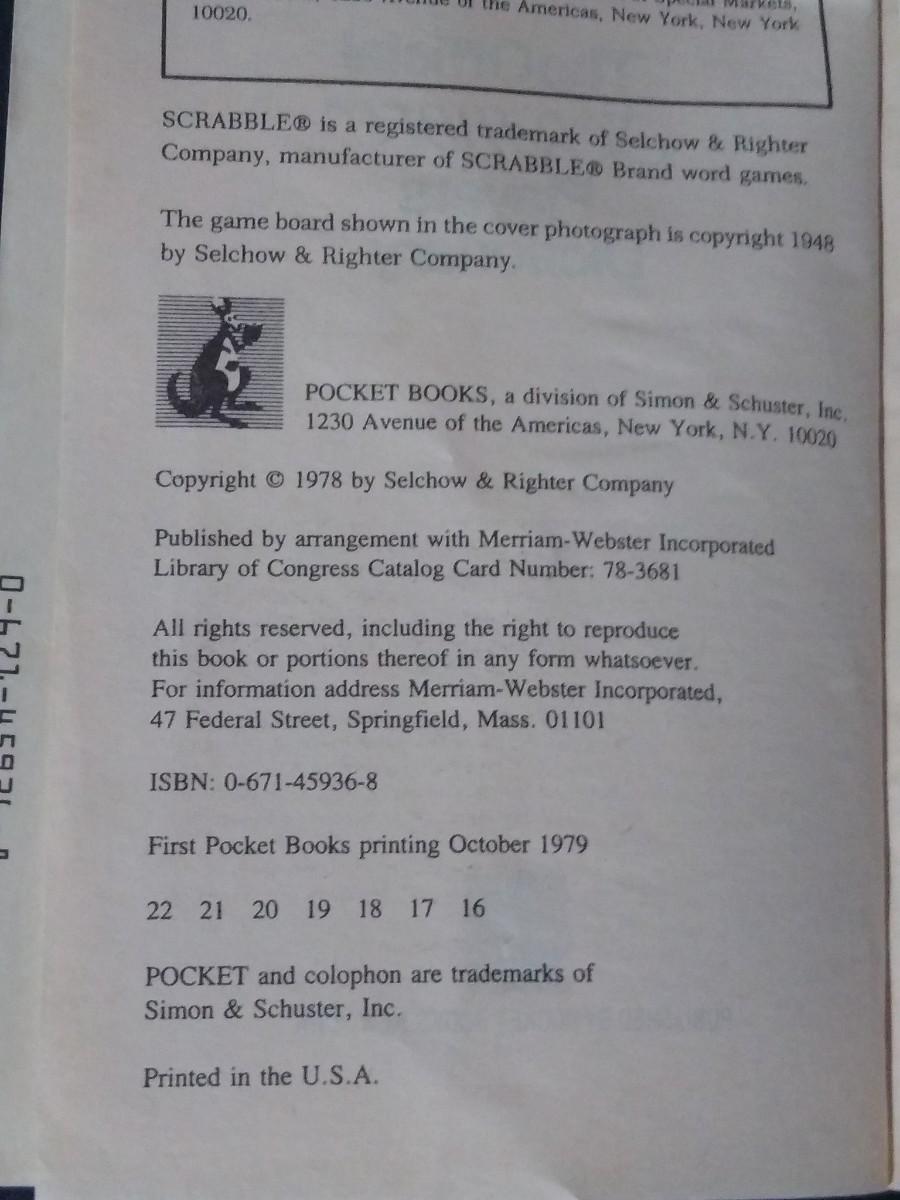 of the Americas, New York, New York
10020.
SCRABBLE® is a registered trademark of Selchow & Righter
Company, manufacturer of SCRABBLE® Brand word games.
The game board shown in the cover photograph is copyright 1948
by Selchow & Righter Company.
POCKET BOOKS, a division of Simon & Schuster, Inc.
1230 Avenue of the Americas, New York, N.Y. 10020
Copyright © 1978 by Selchow & Righter Company
Published by arrangement with Merriam-Webster Incorporated
Library of Congress Catalog Card Number: 78-3681
All rights reserved, including the right to reproduce
this book or portions thereof in any form whatsoever.
For information address Merriam-Webster Incorporated,
47 Federal Street, Springfield, Mass. 01101
ISBN: 0-671-45936-8
First Pocket Books printing October 1979
22 21 20 19 18 17 16
POCKET and colophon are trademarks of
Simon & Schuster, Inc.
Printed in the U.S.A.